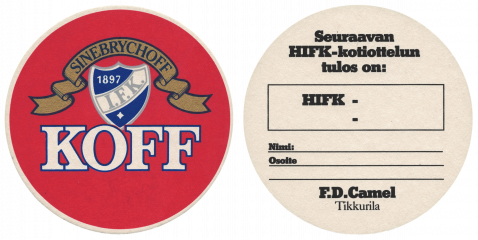 SINEBRYCHOFF
1897
I.F.K.
KOFF
Seuraavan
HIFK-kotiottelun
tulos on:
HIFK -
-
Nimi:
Osoite
F.D.Camel
Tikkurila